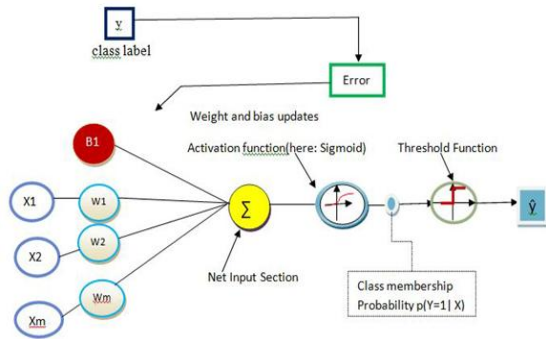 y
class label
Error
Weight and bias updates
B1
Activation function(here: Sigmoid)
Threshold Function
X1
W1
Σ
ŷ
X2
W2
Net Input Section
Xm
Wm
Class membership
Probability p(Y=1| X)